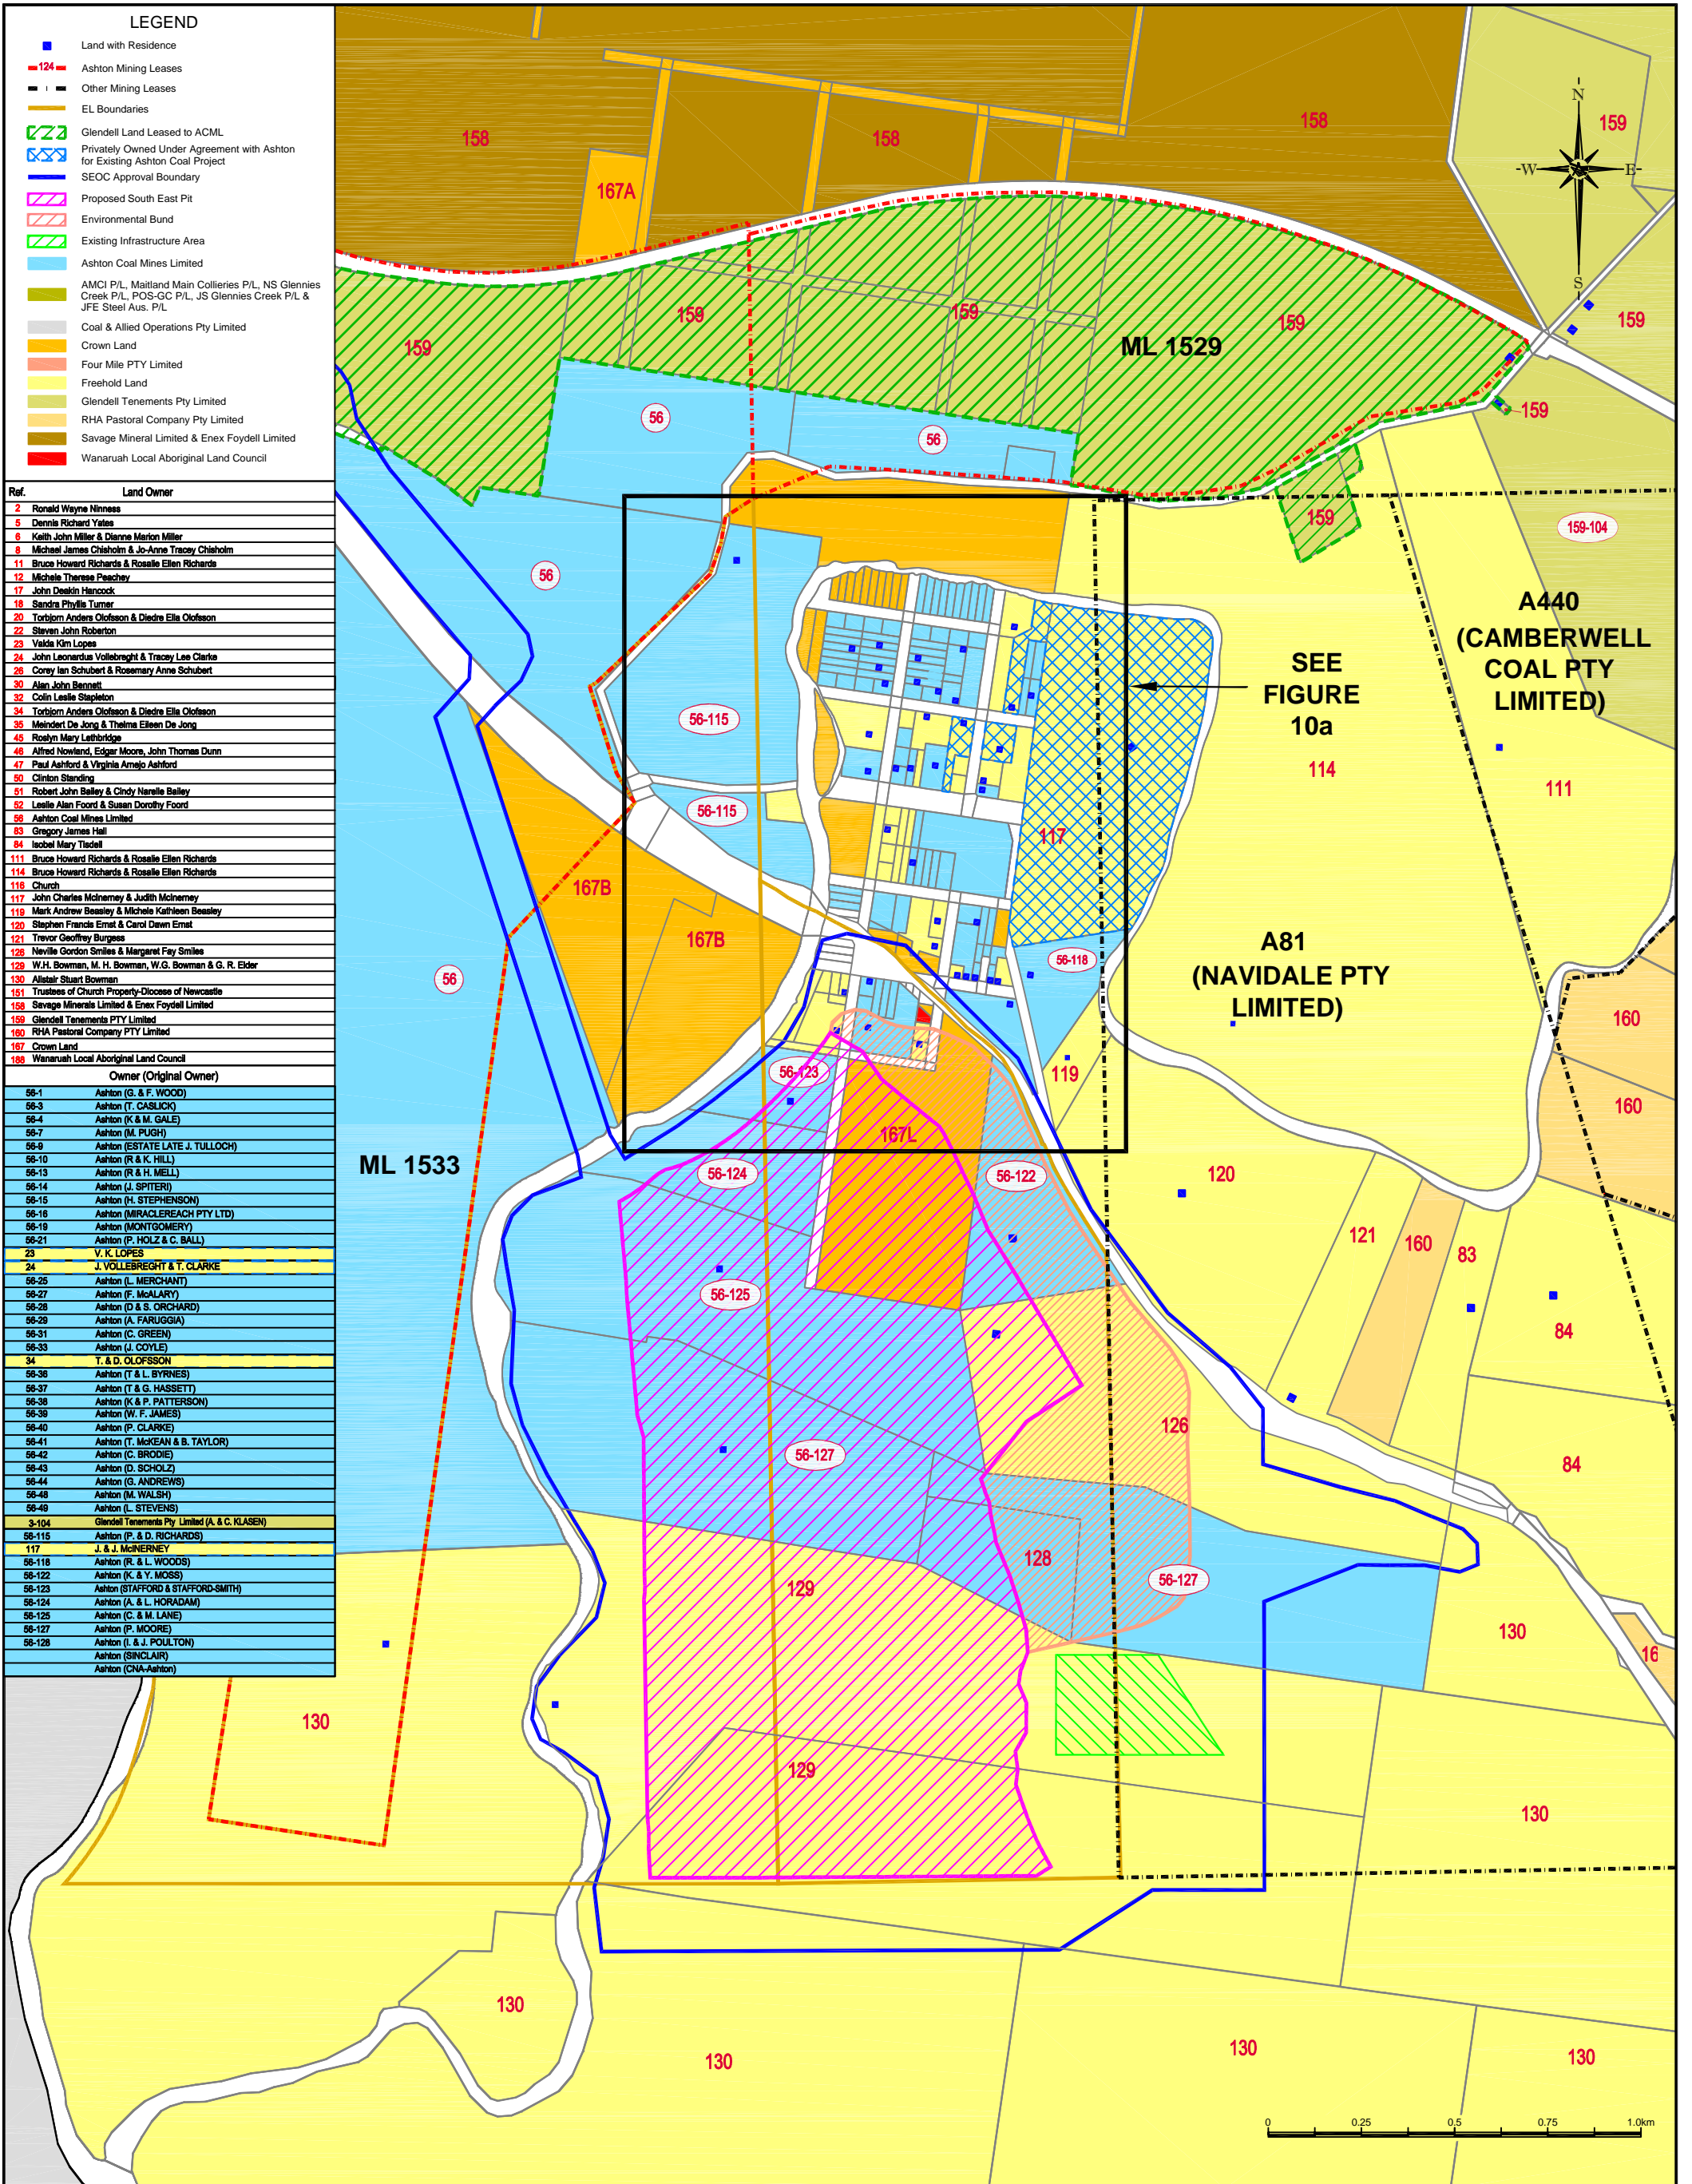 LEGEND
Land with Residence
124 Ashton Mining Leases
Other Mining Leases
EL Boundaries
Glendell Land Leased to ACML
Privately Owned Under Agreement with Ashton
for Existing Ashton Coal Project
SEOC Approval Boundary
Proposed South East Pit
Environmental Bund
Existing Infrastructure Area
Ashton Coal Mines Limited
AMCI P/L, Maitland Main Collieries P/L, NS Glennies
Creek P/L, POS-GC P/L, JS Glennies Creek P/L &
JFE Steel Aus. P/L
Coal & Allied Operations Pty Limited
Crown Land
Four Mile PTY Limited
Freehold Land
Glendell Tenements Pty Limited
RHA Pastoral Company Pty Limited
Savage Mineral Limited & Enex Foydell Limited
Wanaruah Local Aboriginal Land Council
Ref. Land Owner
2 Ronald Wayne Ninness
5 Dennis Richard Yates
6 Keith John Miller & Dianne Marion Miller
8 Michael James Chisholm & Jo-Anne Tracey Chisholm
11 Bruce Howard Richards & Rosalie Ellen Richards
12 Michele Therese Peachey
17 John Deakin Hancock
18 Sandra Phyllis Turner
20 Torbjorn Anders Olofsson & Diedre Ella Olofsson
22 Steven John Roberton
23 Valda Kim Lopes
24 John Leonardus Vollebreght & Tracey Lee Clarke
26 Corey Ian Schubert & Rosemary Anne Schubert
30 Alan John Bennett
32 Colin Leslie Stapleton
34 Torbjorn Anders Olofsson & Diedre Ella Olofsson
35 Meindert De Jong & Thelma Eileen De Jong
45 Roslyn Mary Lethbridge
46 Alfred Nowland, Edgar Moore, John Thomas Dunn
47 Paul Ashford & Virginia Arnejo Ashford
50 Clinton Standing
51 Robert John Bailey & Cindy Narelle Bailey
52 Leslie Alan Foord & Susan Dorothy Foord
56 Ashton Coal Mines Limited
83 Gregory James Hall
84 Isobel Mary Tisdell
111 Bruce Howard Richards & Rosalie Ellen Richards
114 Bruce Howard Richards & Rosalie Ellen Richards
116 Church
117 John Charles McInerney & Judith McInerney
119 Mark Andrew Beasley & Michele Kathleen Beasley
120 Stephen Francis Ernst & Carol Dawn Ernst
121 Trevor Geoffrey Burgess
126 Neville Gordon Smiles & Margaret Fay Smiles
129 W.H. Bowman, M. H. Bowman, W.G. Bowman & G. R. Elder
130 Alistair Stuart Bowman
151 Trustees of Church Property-Diocese of Newcastle
158 Savage Minerals Limited & Enex Foydell Limited
159 Glendell Tenements PTY Limited
160 RHA Pastoral Company PTY Limited
167 Crown Land
188 Wanaruah Local Aboriginal Land Council
Owner (Original Owner)
56-1 Ashton (G. & F. WOOD)
56-3 Ashton (T. CASLICK)
56-4 Ashton (K & M. GALE)
56-7 Ashton (M. PUGH)
56-9 Ashton (ESTATE LATE J. TULLOCH)
56-10 Ashton (R & K. HILL)
56-13 Ashton (R & H. MELL)
56-14 Ashton (J. SPITERI)
56-15 Ashton (H. STEPHENSON)
56-16 Ashton (MIRACLEREACH PTY LTD)
56-19 Ashton (MONTGOMERY)
56-21 Ashton (P. HOLZ & C. BALL)
23 V. K. LOPES
24 J. VOLLEBREGHT & T. CLARKE
56-25 Ashton (L. MERCHANT)
56-27 Ashton (F. McALARY)
56-28 Ashton (D & S. ORCHARD)
56-29 Ashton (A. FARUGGIA)
56-31 Ashton (C. GREEN)
56-33 Ashton (J. COYLE)
34 T. & D. OLOFSSON
56-36 Ashton (T & L. BYRNES)
56-37 Ashton (T & G. HASSETT)
56-38 Ashton (K & P. PATTERSON)
56-39 Ashton (W. F. JAMES)
56-40 Ashton (P. CLARKE)
56-41 Ashton (T. McKEAN & B. TAYLOR)
56-42 Ashton (C. BRODIE)
56-43 Ashton (D. SCHOLZ)
56-44 Ashton (G. ANDREWS)
56-48 Ashton (M. WALSH)
56-49 Ashton (L. STEVENS)
3-104 Glendell Tenements Pty Limited (A. & C. KLASEN)
56-115 Ashton (P. & D. RICHARDS)
117 J. & J. McINERNEY
56-118 Ashton (R. & L. WOODS)
56-122 Ashton (K. & Y. MOSS)
56-123 Ashton (STAFFORD & STAFFORD-SMITH)
56-124 Ashton (A. & L. HORADAM)
56-125 Ashton (C. & M. LANE)
56-127 Ashton (P. MOORE)
56-128 Ashton (I. & J. POULTON)
Ashton (SINCLAIR)
Ashton (CNA-Ashton)
158
158
158
159
167A
N
-W-
E-
S
159
159
159
159
159
ML 1529
159
56
56
159
159-104
56
A440
(CAMBERWELL
COAL PTY
LIMITED)
SEE
FIGURE
10a
56-115
114
111
56-115
117
167B
167B
A81
(NAVIDALE PTY
LIMITED)
56-118
56
160
119
56-123
160
167L
ML 1533
56-124
56-122
120
121
160
83
56-125
84
126
56-127
84
128
56-127
129
130
16
130
129
130
130
130
130
130
0 0.25 0.5 0.75 1.0km